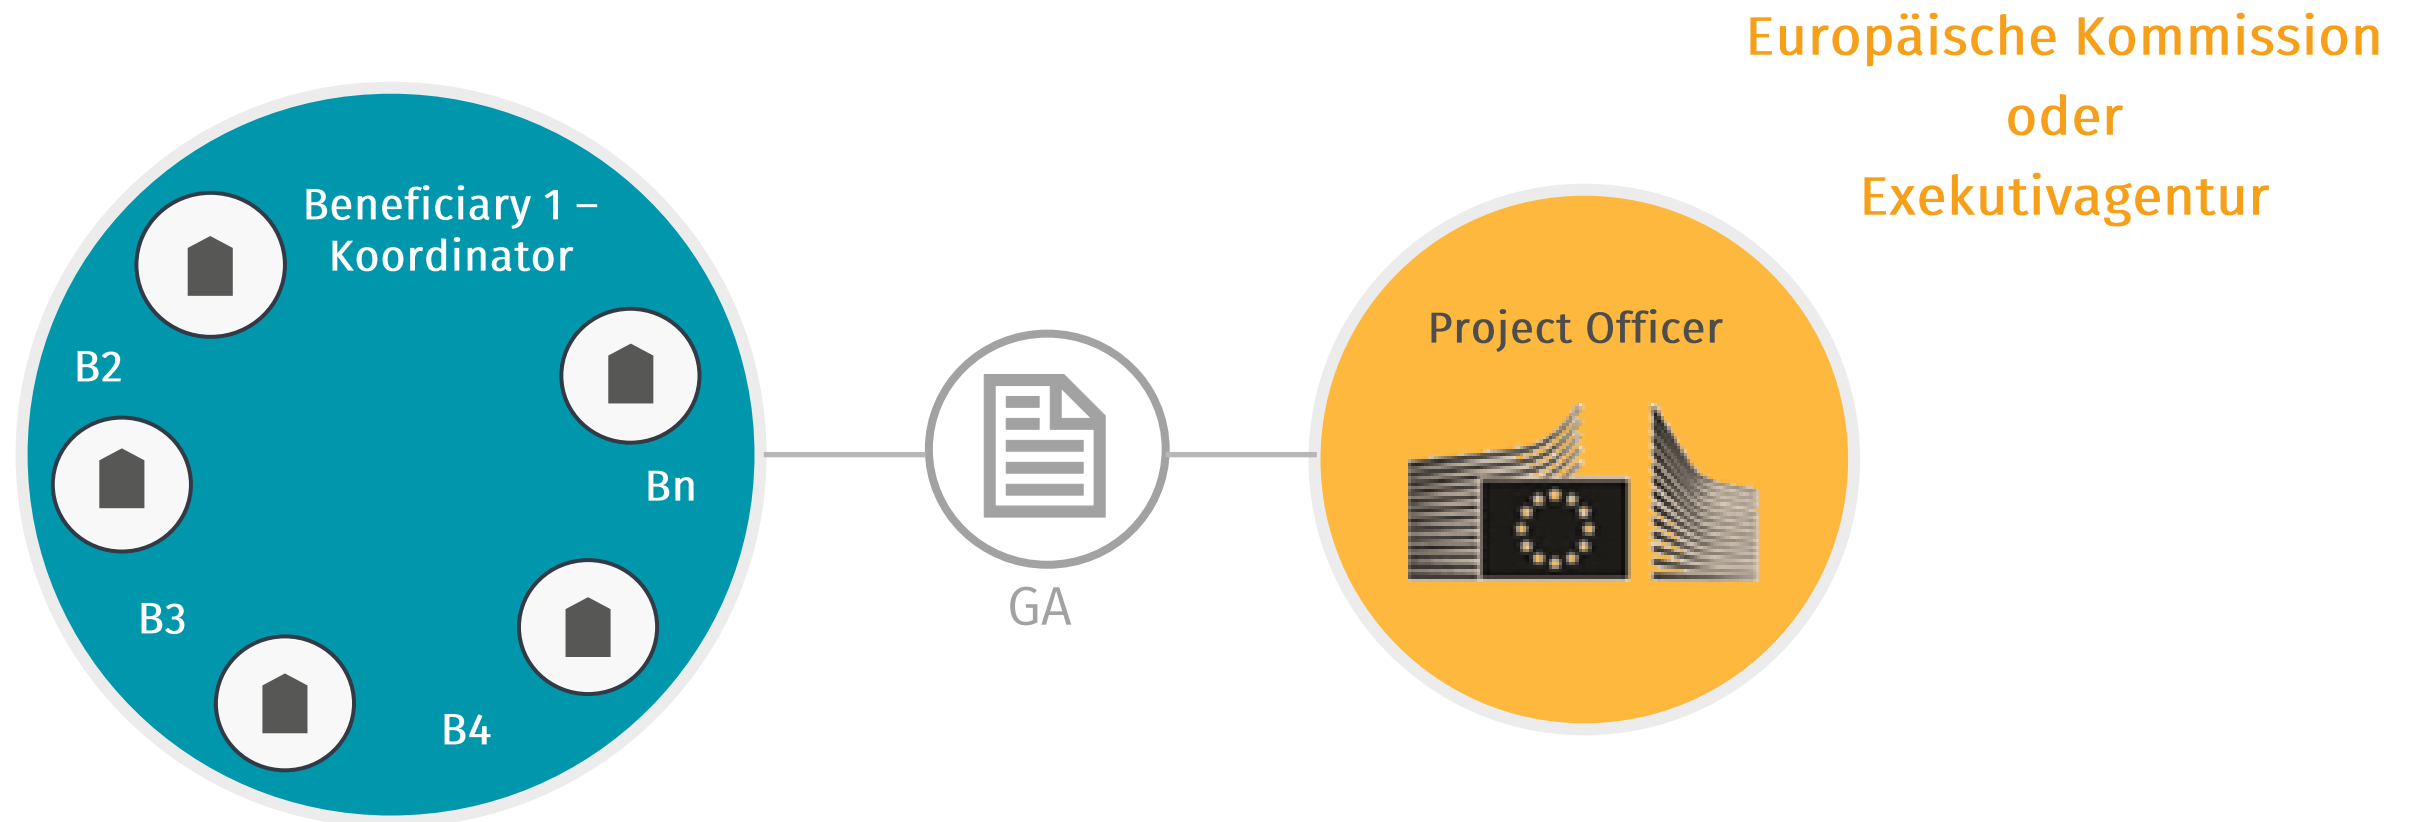 Europäische Kommission
oder
Exekutivagentur
Beneficiary 1 –
Koordinator
B2
Bn
B3
B4
GA
Project Officer